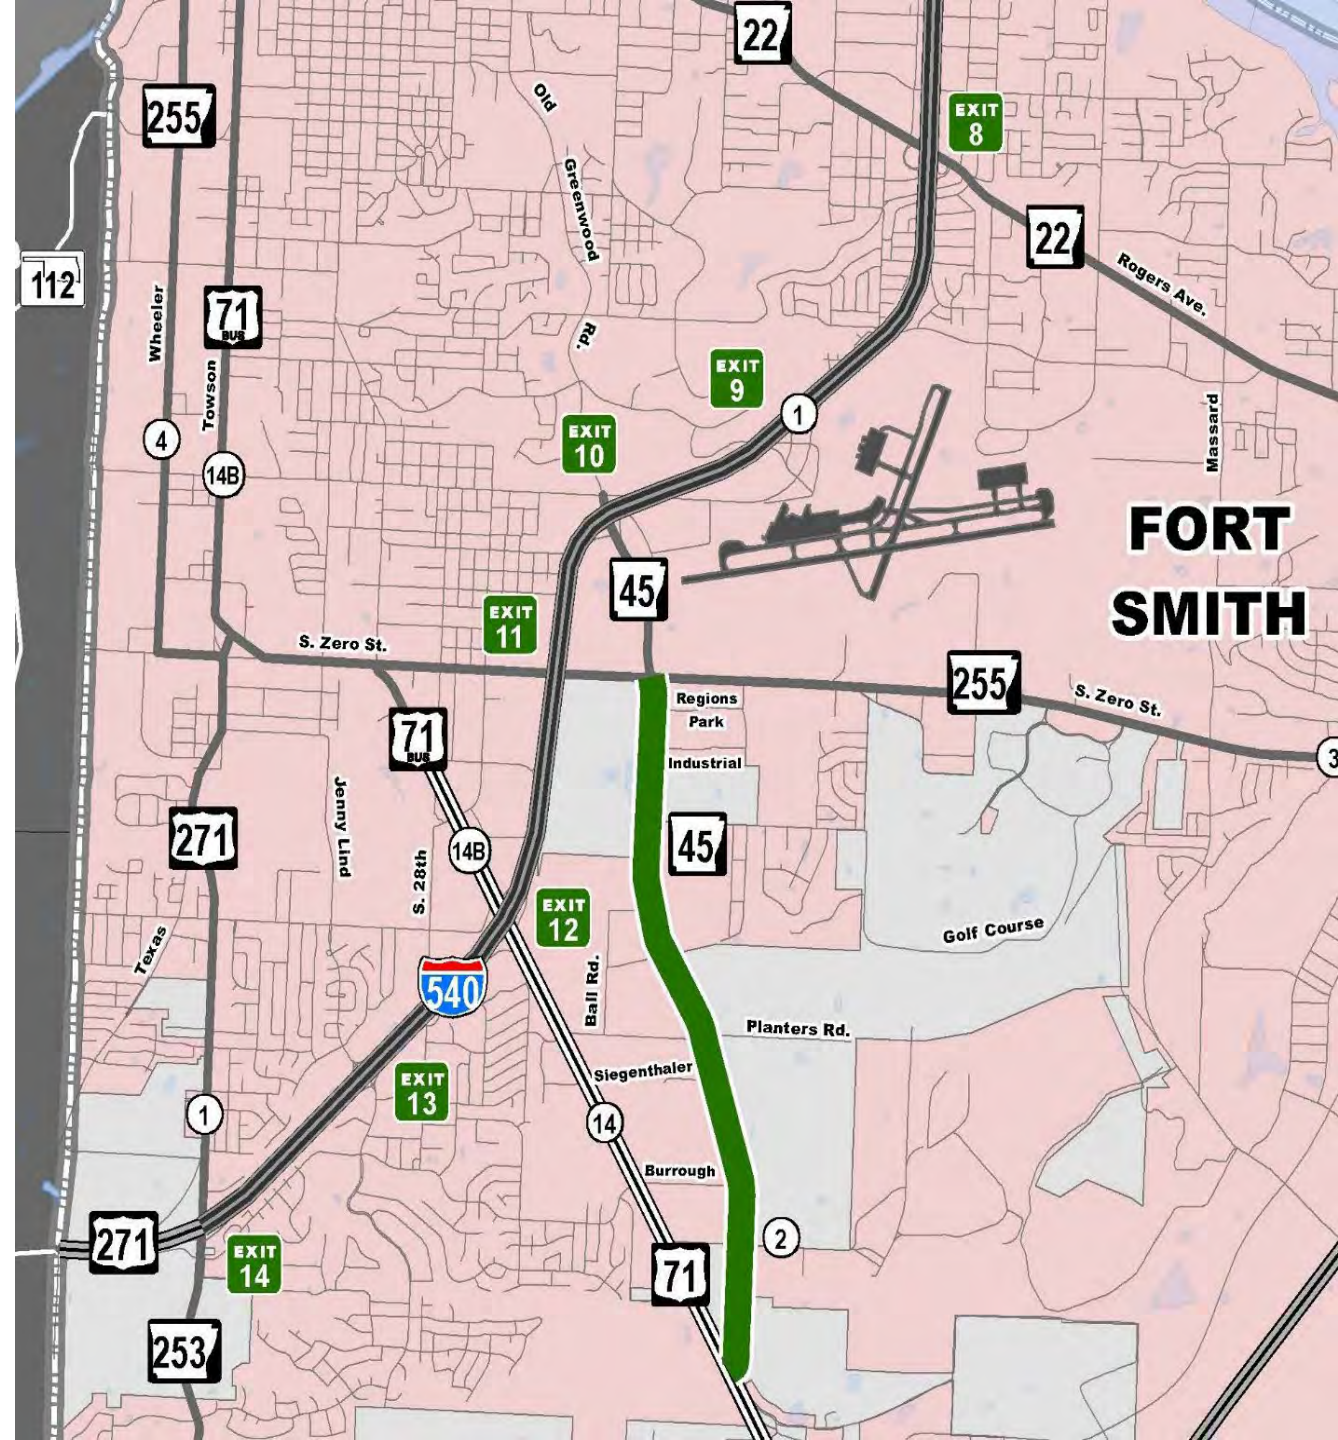 22
255
EXIT
8
Old
Greenwood
Rd.
22
Rogers Ave.
112
71
BUS
Wheeler
Towson
EXIT
9
1
Massard
4
EXIT
10
14B
FORT
SMITH
45
EXIT
11
S. Zero St.
255
S. Zero St.
Regions
Park
71
BUS
Industrial
3
Jenny Lind
271
14B
45
S. 28th
EXIT
12
Golf Course
Texas
540
Ball Rd.
Planters Rd.
Siegenthaler
EXIT
13
1
14
Burrough
271
2
EXIT
14
71
253